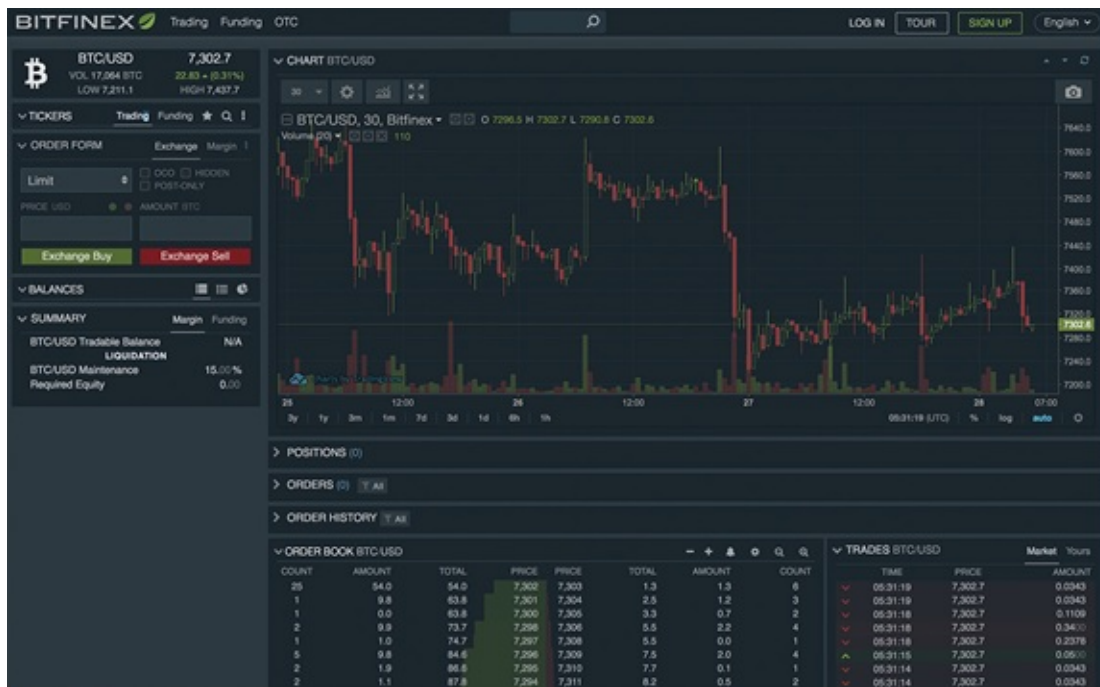 BITFINEX Trading Funding OTC
LOG IN TOUR SIGN UP English
BTC/USD 7,302.7
VOL 17,064 BTC 22.83 (0.31%)
LOW 7,211.1 HIGH 7,437.7
TICKERS Trading Funding
ORDER FORM Exchange Margin
Limit OCO HIDDEN
POST-ONLY
PRICE USD AMOUNT BTC
Exchange Buy Exchange Sell
BALANCES
SUMMARY Margin Funding
BTC/USD Tradable Balance N/A
LIQUIDATION
BTC/USD Maintenance 15.00%
Required Equity 0.00
CHART BTC/USD
30
BTC/USD, 30, Bitfinex O 7296.5 H 7302.7 L 7290.8 C 7302.6
Volume (20) 110
7640.0
7600.0
7560.0
7520.0
7480.0
7440.0
7400.0
7360.0
7320.0
7302.6
7280.0
7240.0
7200.0
Charts by TradingView
25 12:00 26 12:00 27 12:00 28 07:00
3y 1y 3m 1m 7d 3d 1d 6h 1h 05:31:19 (UTC) % log auto
POSITIONS (0)
ORDERS (0) All
ORDER HISTORY All
ORDER BOOK BTC/USD
COUNT AMOUNT TOTAL PRICE PRICE TOTAL AMOUNT COUNT
25 54.0 54.0 7,302 7,303 1.3 1.3 6
1 9.8 63.8 7,301 7,304 2.5 1.2 3
1 0.0 63.8 7,300 7,305 3.3 0.7 2
2 9.9 73.7 7,298 7,306 5.5 2.2 4
1 1.0 74.7 7,297 7,308 5.5 0.0 1
5 9.8 84.6 7,296 7,309 7.5 2.0 4
2 1.9 86.6 7,295 7,310 7.7 0.1 1
2 1.1 87.8 7,294 7,311 8.2 0.5 2
TRADES BTC/USD Market Yours
TIME PRICE AMOUNT
05:31:19 7,302.7 0.0343
05:31:19 7,302.7 0.0343
05:31:18 7,302.7 0.1109
05:31:18 7,302.7 0.3400
05:31:18 7,302.7 0.2378
05:31:15 7,302.7 0.0500
05:31:14 7,302.7 0.0343
05:31:14 7,302.7 0.0343